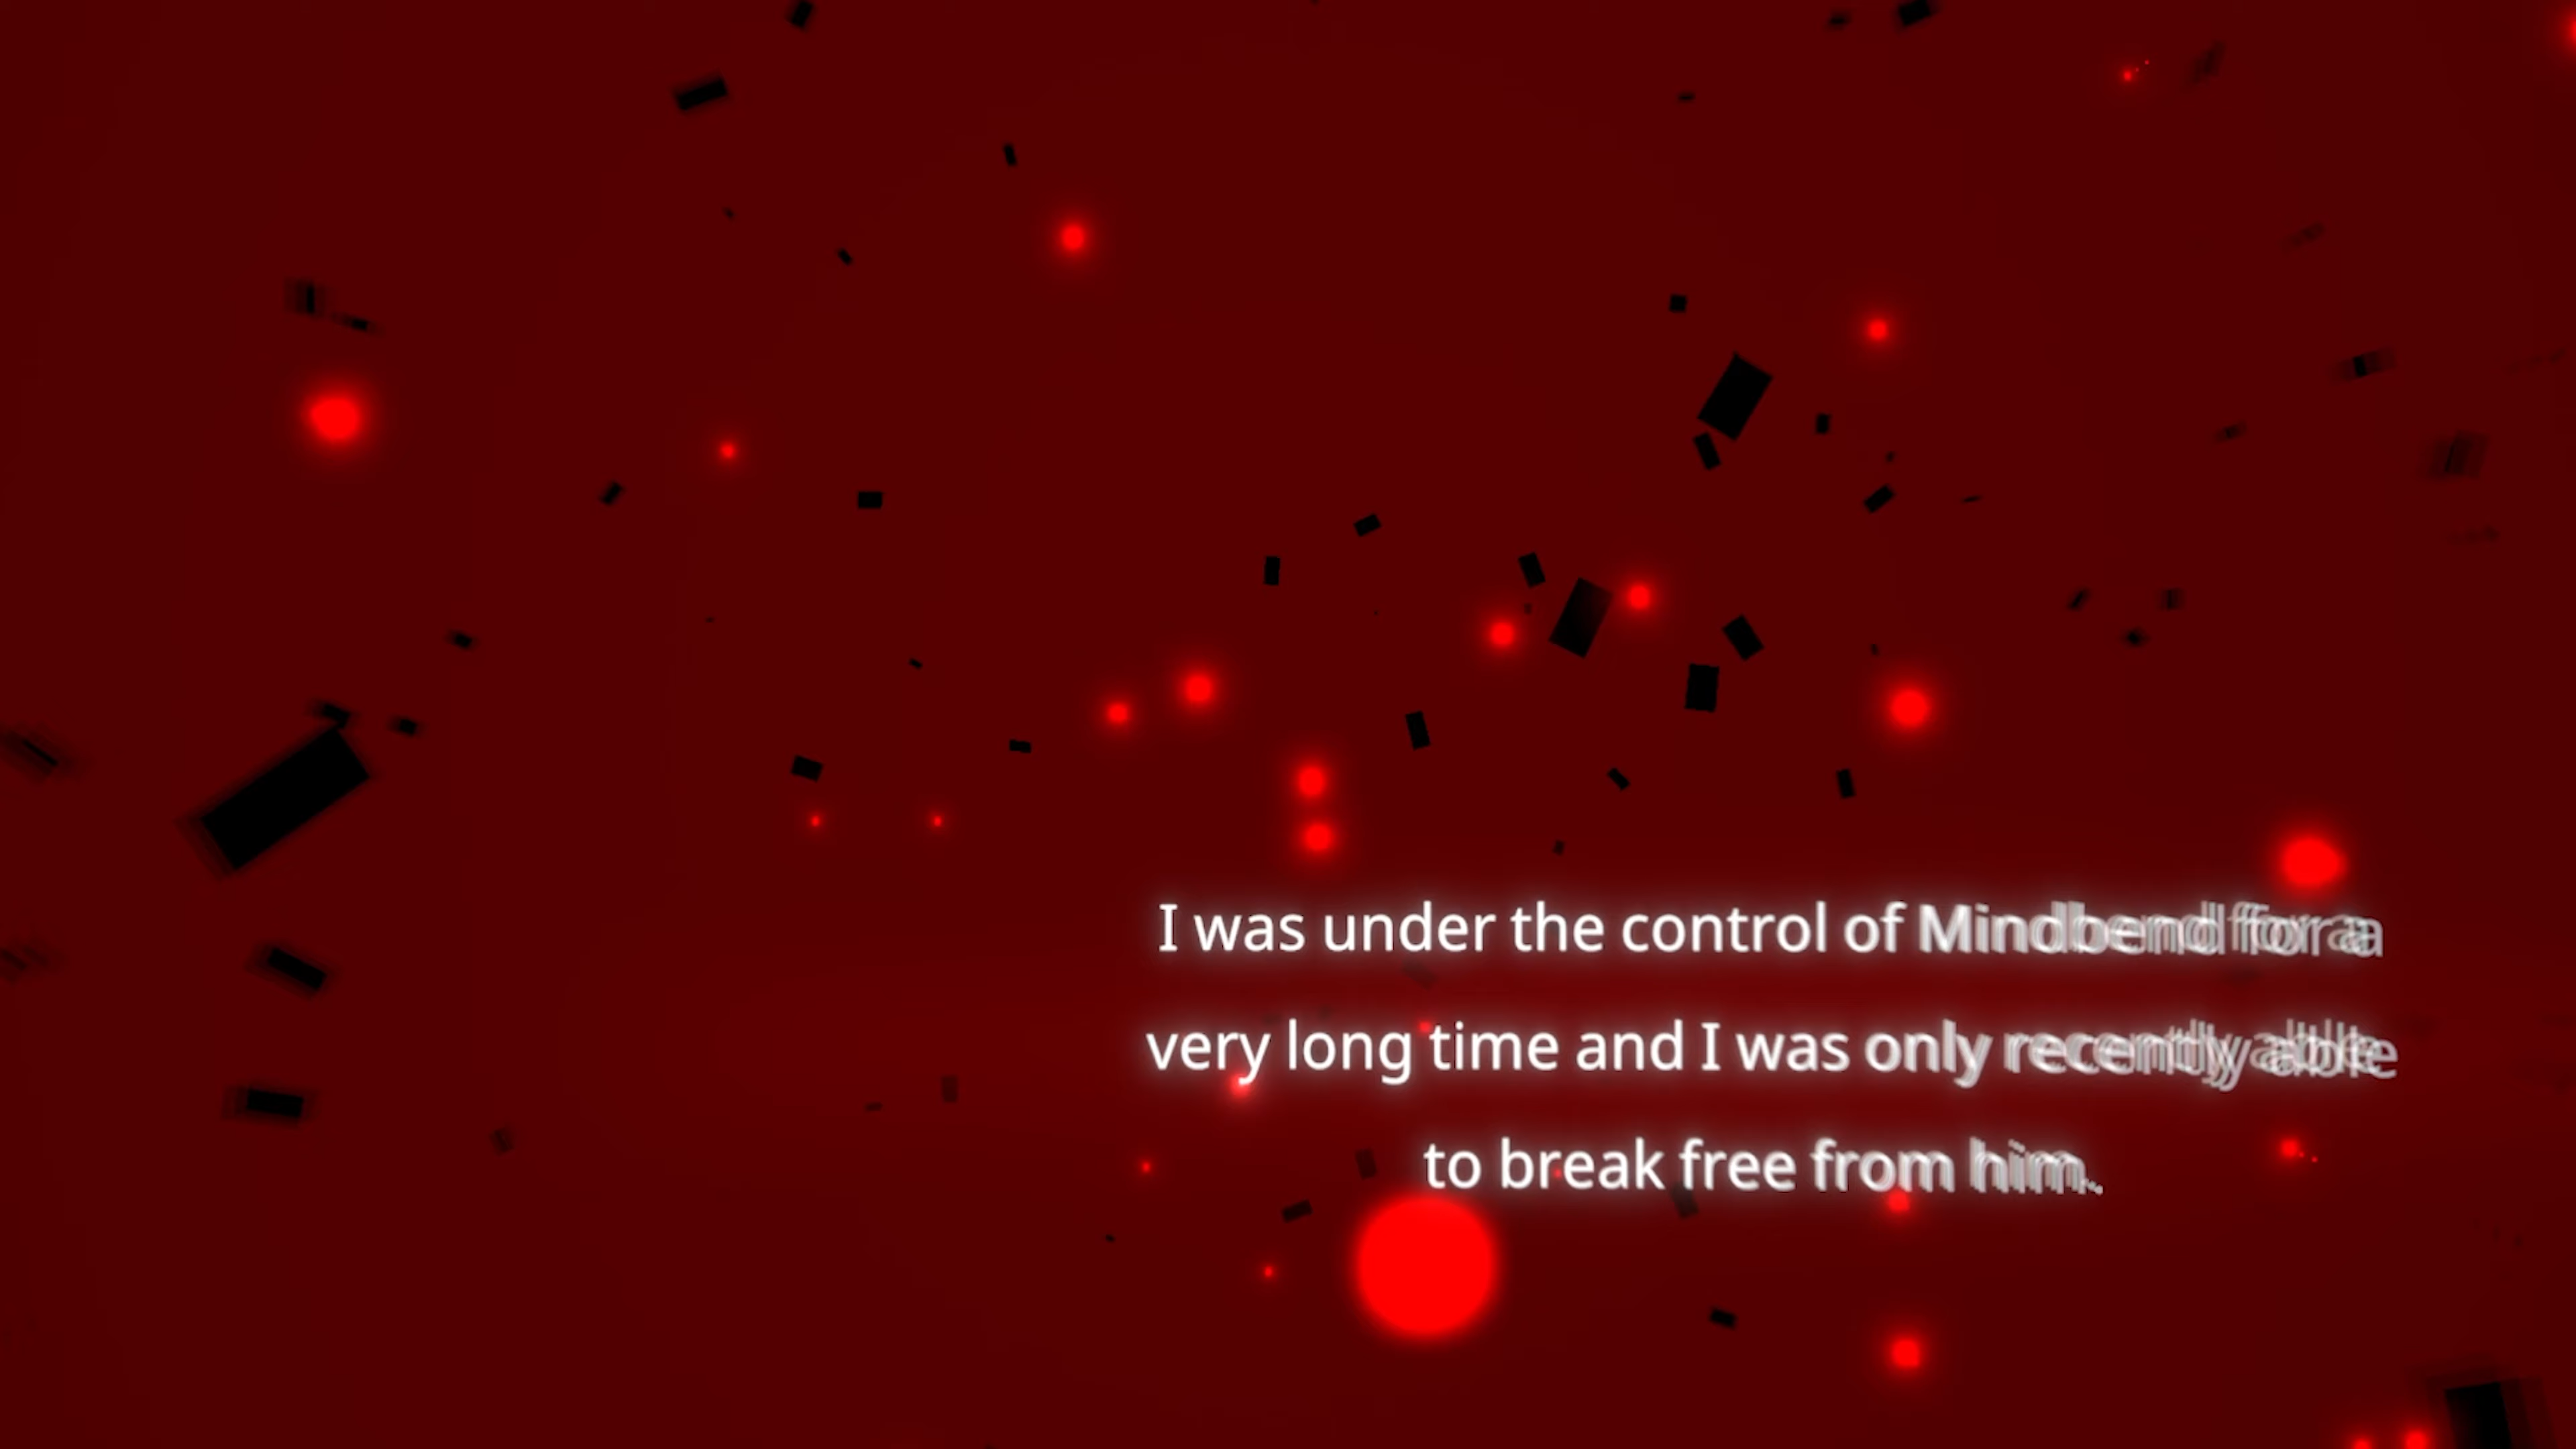 I was under the control of Mindbend for a
very long time and I was only recently able
to break free from him.